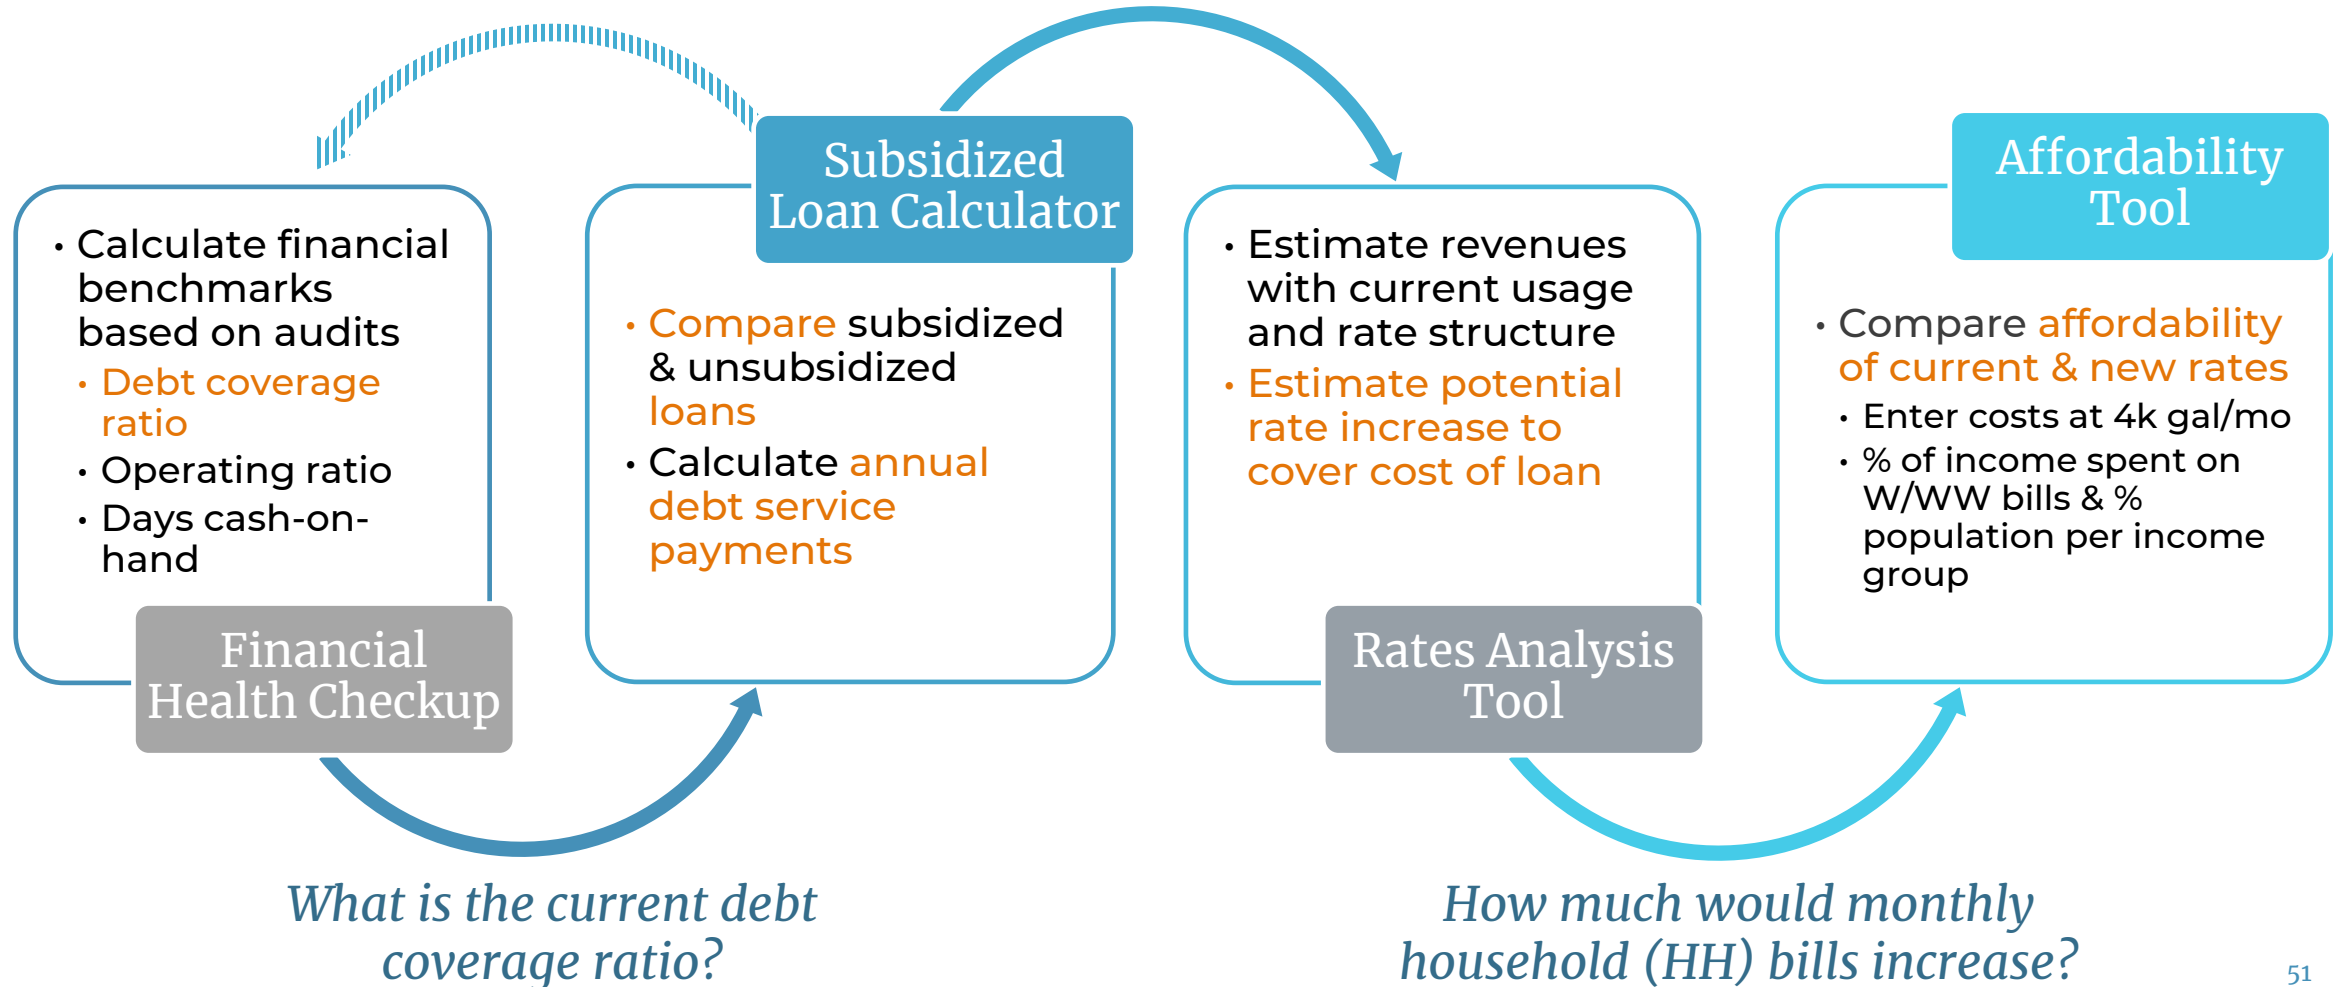 • Calculate financial
benchmarks
based on audits
• Debt coverage
ratio
• Operating ratio
• Days cash-on-
hand
Financial
Health Checkup
Subsidized
Loan Calculator
• Compare subsidized
& unsubsidized
loans
• Calculate annual
debt service
payments
• Estimate revenues
with current usage
and rate structure
• Estimate potential
rate increase to
cover cost of loan
Rates Analysis
Tool
Affordability
Tool
• Compare affordability
of current & new rates
• Enter costs at 4k gal/mo
• % of income spent on
W/WW bills & %
population per income
group
What is the current debt
coverage ratio?
How much would monthly
household (HH) bills increase?
51